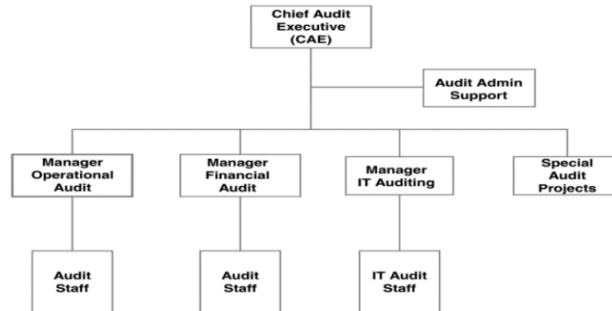 Chief Audit
Executive
(CAE)
Audit Admin
Support
Manager
Operational
Audit
Manager
Financial
Audit
Manager
IT Auditing
Special
Audit
Projects
Audit
Staff
Audit
Staff
IT Audit
Staff